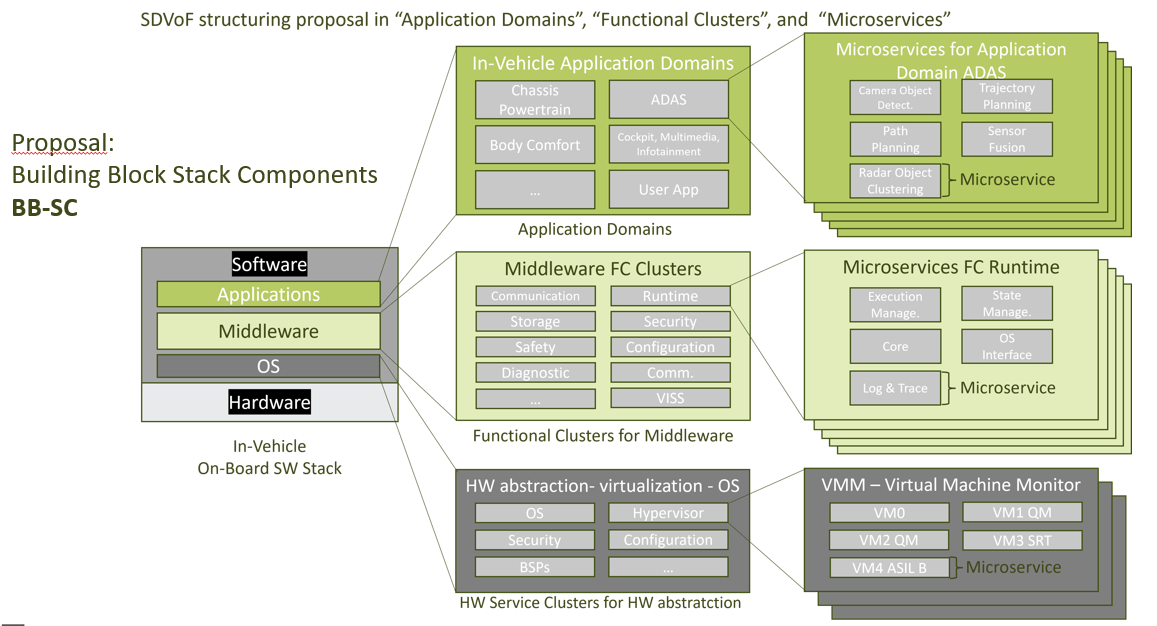 SDVoF structuring proposal in “Application Domains”, “Functional Clusters”, and “Microservices”
Proposal:
Building Block Stack Components
BB-SC
Software
Applications
Middleware
OS
Hardware
In-Vehicle
On-Board SW Stack
In-Vehicle Application Domains
Chassis
Powertrain
ADAS
Body Comfort
Cockpit, Multimedia,
Infotainment
...
User App
Application Domains
Microservices for Application
Domain ADAS
Camera Object
Detect.
Trajectory
Planning
Path
Planning
Sensor
Fusion
Radar Object
Clustering
Microservice
Middleware FC Clusters
Communication
Runtime
Storage
Security
Safety
Configuration
Diagnostic
Comm.
...
VISS
Functional Clusters for Middleware
Microservices FC Runtime
Execution
Manage.
State
Manage.
Core
OS
Interface
Log & Trace
Microservice
HW abstraction- virtualization - OS
OS
Hypervisor
Security
Configuration
BSPs
...
HW Service Clusters for HW abstratction
VMM – Virtual Machine Monitor
VM0
VM1 QM
VM2 QM
VM3 SRT
VM4 ASIL B
Microservice